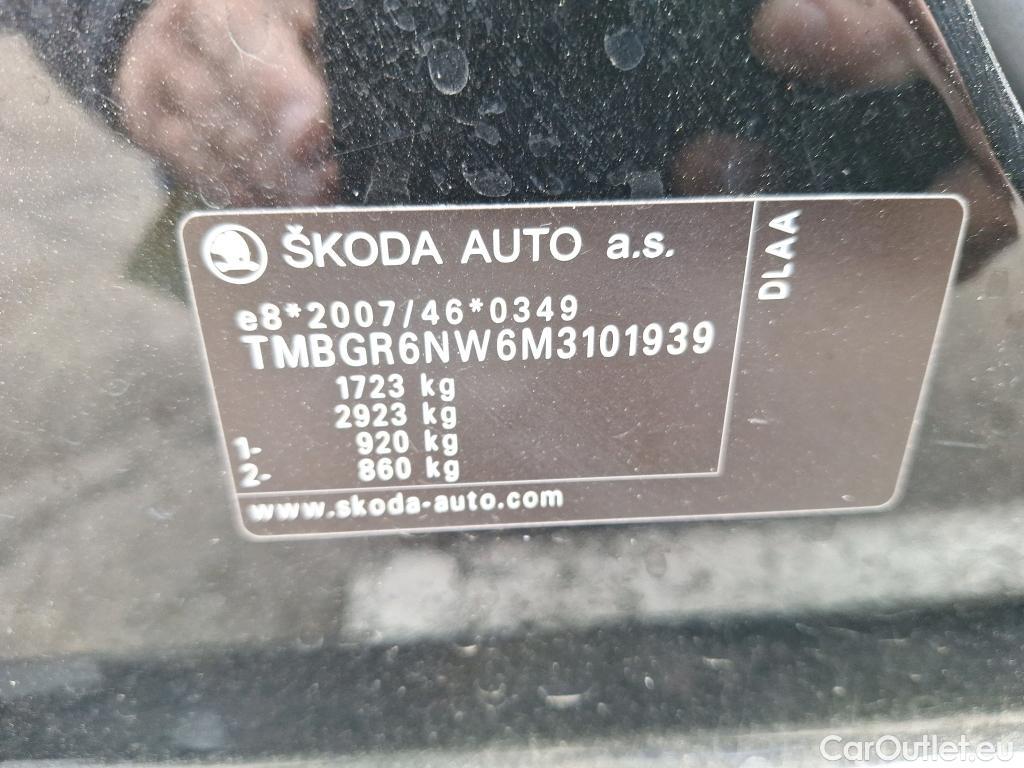 ŠKODA AUTO a.s.
DLAA
e8*2007/46*0349
TMBGR6NW6M3101939
1723 kg
2923 kg
1- 920 kg
2- 860 kg
www.skoda-auto.com
CarOutlet.eu